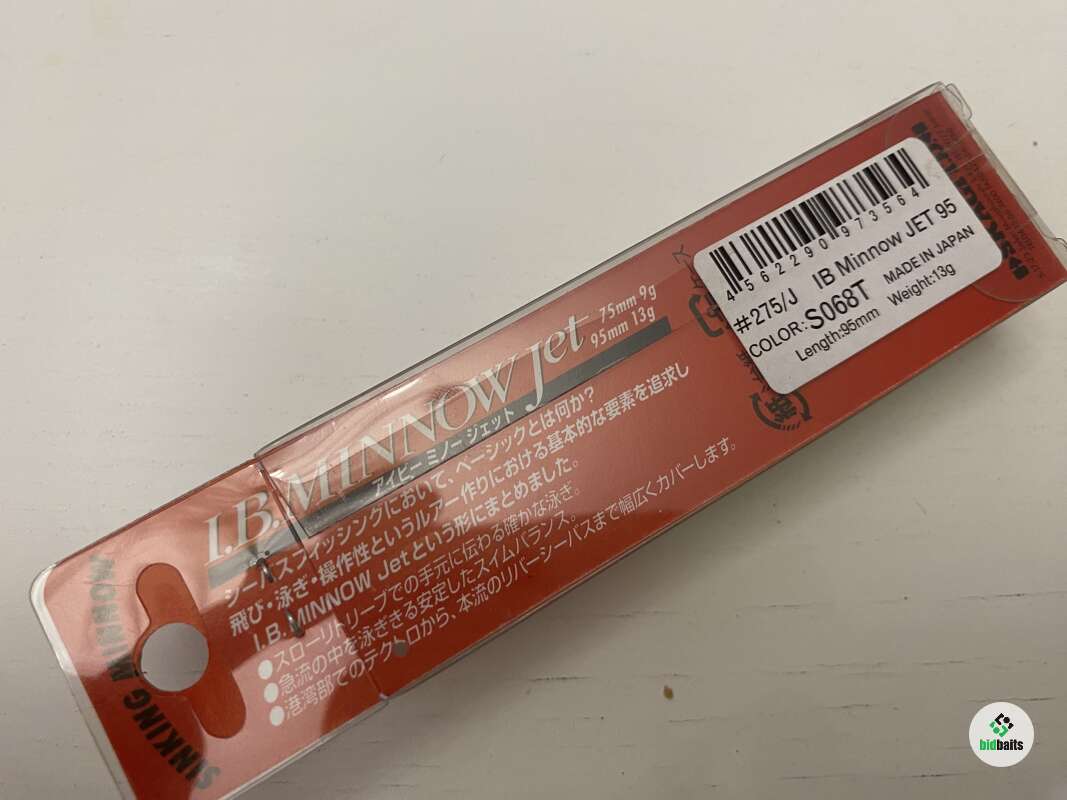 SINKING MINNOW
I.B. MINNOW Jet
75mm 9g
95mm 13g
アイビー ミノー ジェット
シーバスフィッシングにおいて、ベーシックとは何か?
飛び・泳ぎ・操作性というルアー作りにおける基本的な要素を追求し
I.B. MINNOW Jetという形にまとめました。
●スローリトリーブでの手元に伝わる確かな泳ぎ。
●急流の中を泳ぎきる安定したスイムバランス。
●港湾部でのテクトロから、本流のリバーシーバスまで幅広くカバーします。
4562290973564
#275/J IB Minnow JET 95
COLOR:S068T MADE IN JAPAN
Length:95mm Weight:13g
bidbaits